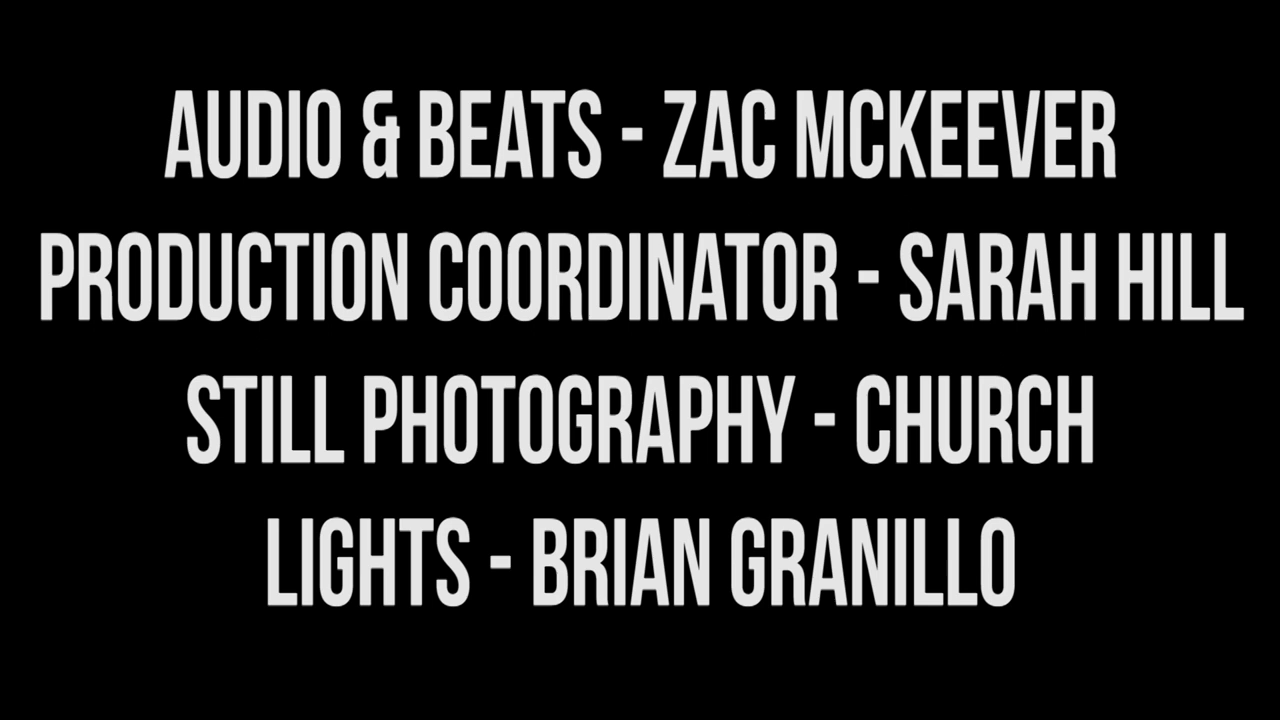 AUDIO & BEATS - ZAC MCKEEVER
PRODUCTION COORDINATOR - SARAH HILL
STILL PHOTOGRAPHY - CHURCH
LIGHTS - BRIAN GRANILLO